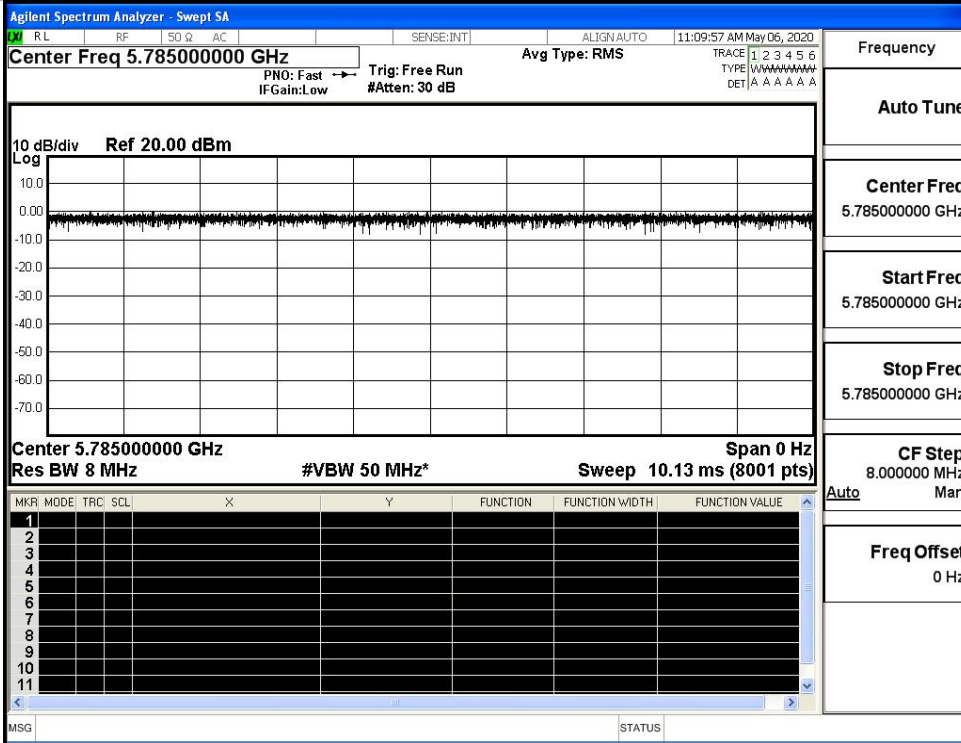 Agilent Spectrum Analyzer - Swept SA
LXI RL RF 50 Ω AC SENSE:INT ALIGN AUTO 11:09:57 AM May 06, 2020
Center Freq 5.785000000 GHz
PNO: Fast
IFGain:Low
Trig: Free Run
#Atten: 30 dB
Avg Type: RMS
TRACE 1 2 3 4 5 6
TYPE WWWWWW
DET A A A A A A
10 dB/div Ref 20.00 dBm
Log
10.0
0.00
-10.0
-20.0
-30.0
-40.0
-50.0
-60.0
-70.0
Center 5.785000000 GHz Span 0 Hz
Res BW 8 MHz #VBW 50 MHz* Sweep 10.13 ms (8001 pts)
MKR MODE TRC SCL X Y FUNCTION FUNCTION WIDTH FUNCTION VALUE
1
2
3
4
5
6
7
8
9
10
11
MSG STATUS
Frequency
Auto Tune
Center Freq
5.785000000 GHz
Start Freq
5.785000000 GHz
Stop Freq
5.785000000 GHz
CF Step
8.000000 MHz
Auto Man
Freq Offset
0 Hz